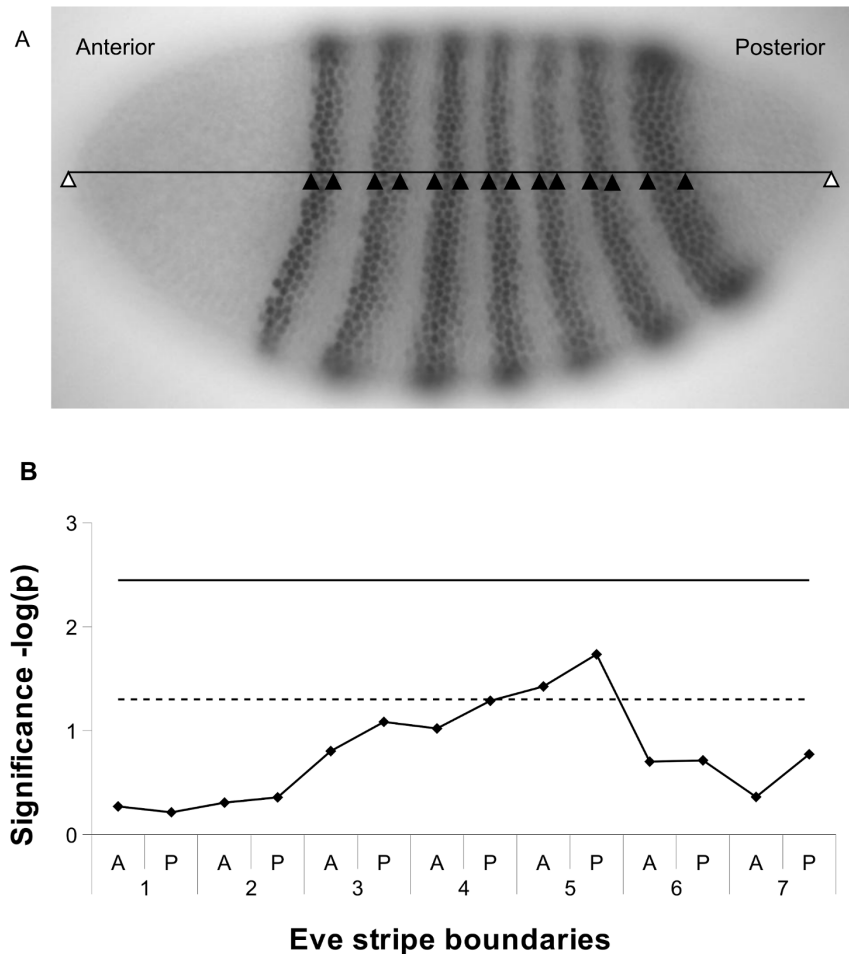 A
Anterior
Posterior
B
3
2
1
0
Significance -log(p)
A P A P A P A P A P A P A P
1 2 3 4 5 6 7
Eve stripe boundaries